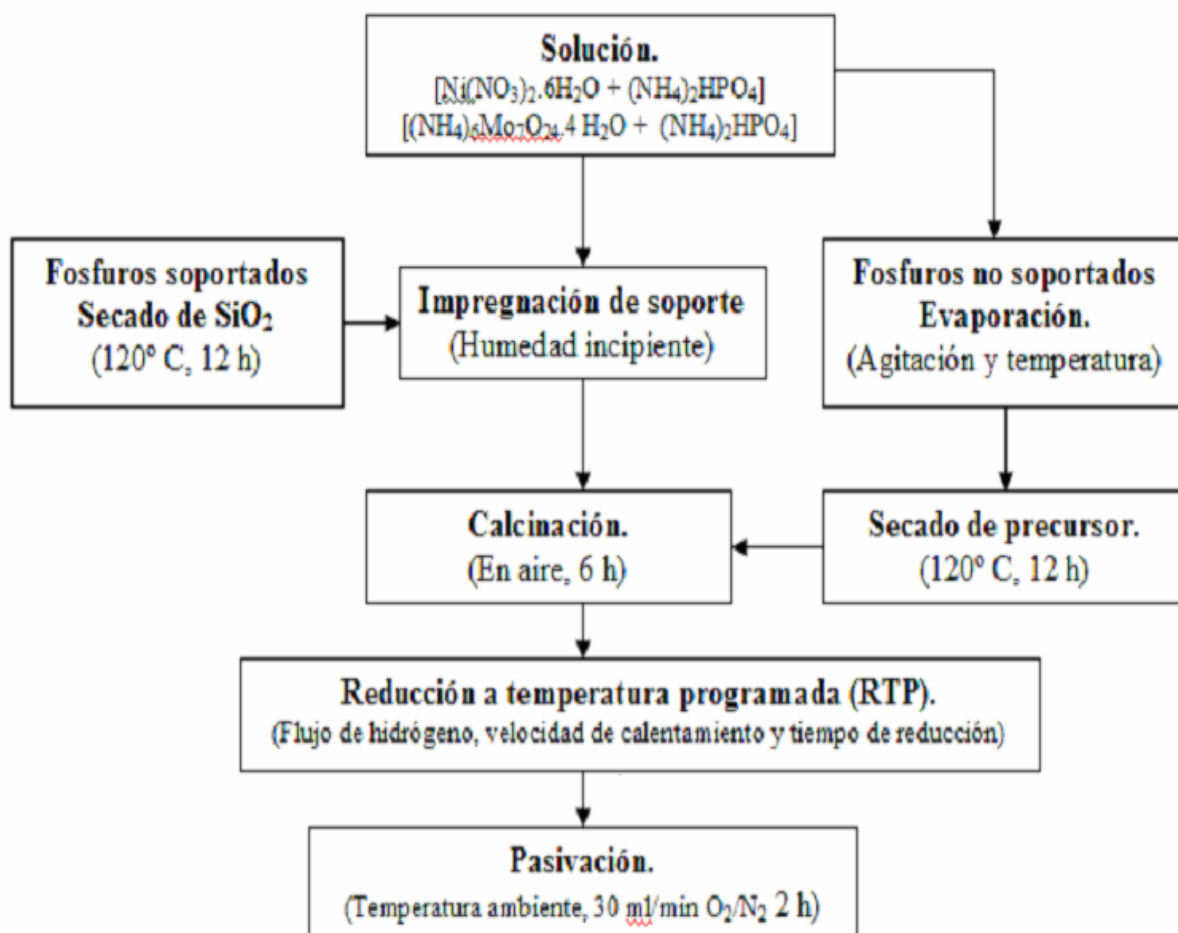 Solución.
[Ni(NO₃)₂.6H₂O + (NH₄)₂HPO₄]
[(NH₄)₆Mo₇O₂₄.4 H₂O + (NH₄)₂HPO₄]
Fosfuros soportados
Secado de SiO₂
(120º C, 12 h)
Impregnación de soporte
(Humedad incipiente)
Fosfuros no soportados
Evaporación.
(Agitación y temperatura)
Calcinación.
(En aire, 6 h)
Secado de precursor.
(120º C, 12 h)
Reducción a temperatura programada (RTP).
(Flujo de hidrógeno, velocidad de calentamiento y tiempo de reducción)
Pasivación.
(Temperatura ambiente, 30 ml/min O₂/N₂ 2 h)